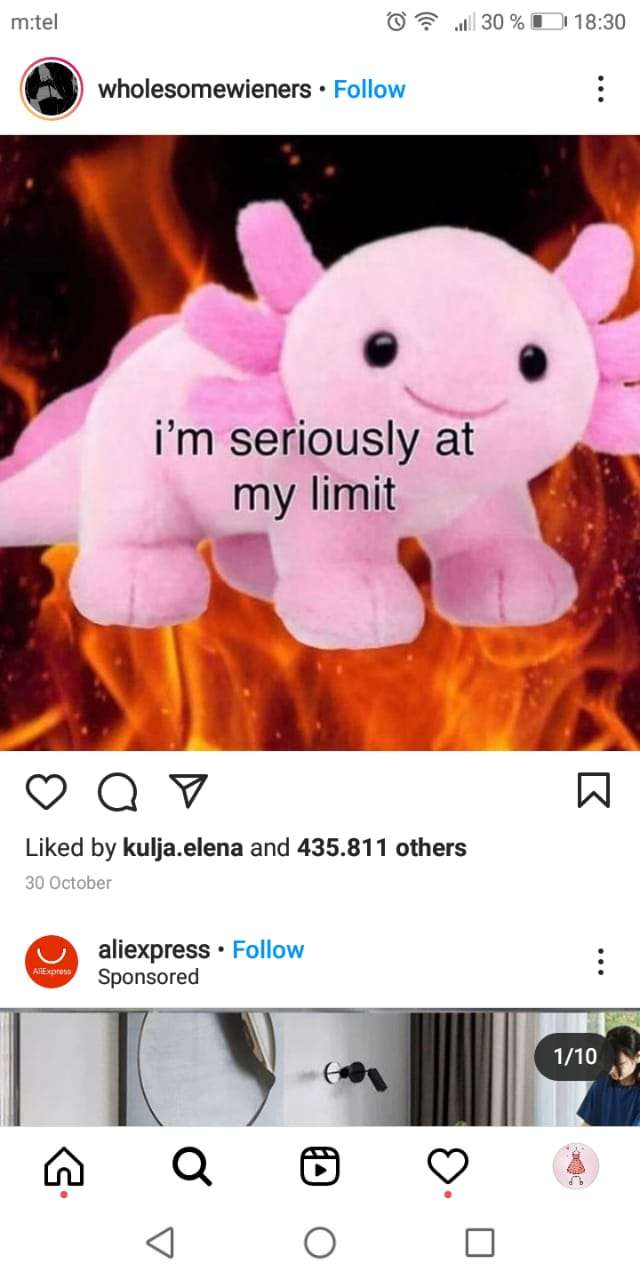 m:tel 30 % 18:30
wholesomewieners • Follow
i'm seriously at
my limit
Liked by kulja.elena and 435.811 others
30 October
aliexpress • Follow
AliExpress
Sponsored
1/10